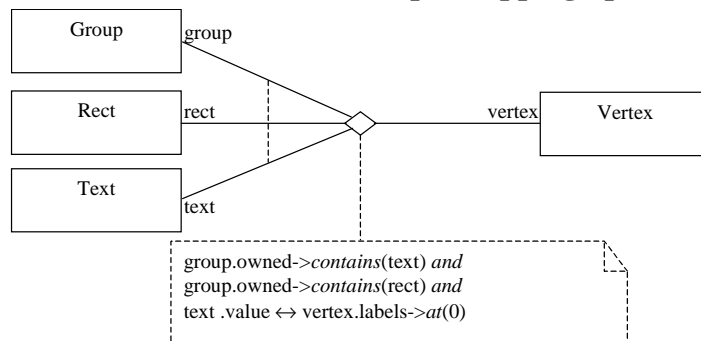 Group
group
Rect
rect
vertex
Vertex
Text
text
group.owned->contains(text) and
group.owned->contains(rect) and
text .value ↔ vertex.labels->at(0)